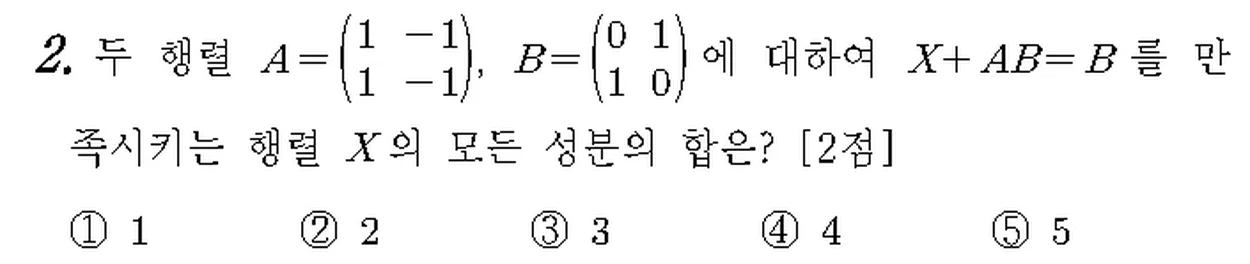 2. 두 행렬 A=(1 -1 1 -1), B=(0 1 1 0)에 대하여 X+AB=B를 만
족시키는 행렬 X의 모든 성분의 합은? [2점]
① 1 ② 2 ③ 3 ④ 4 ⑤ 5